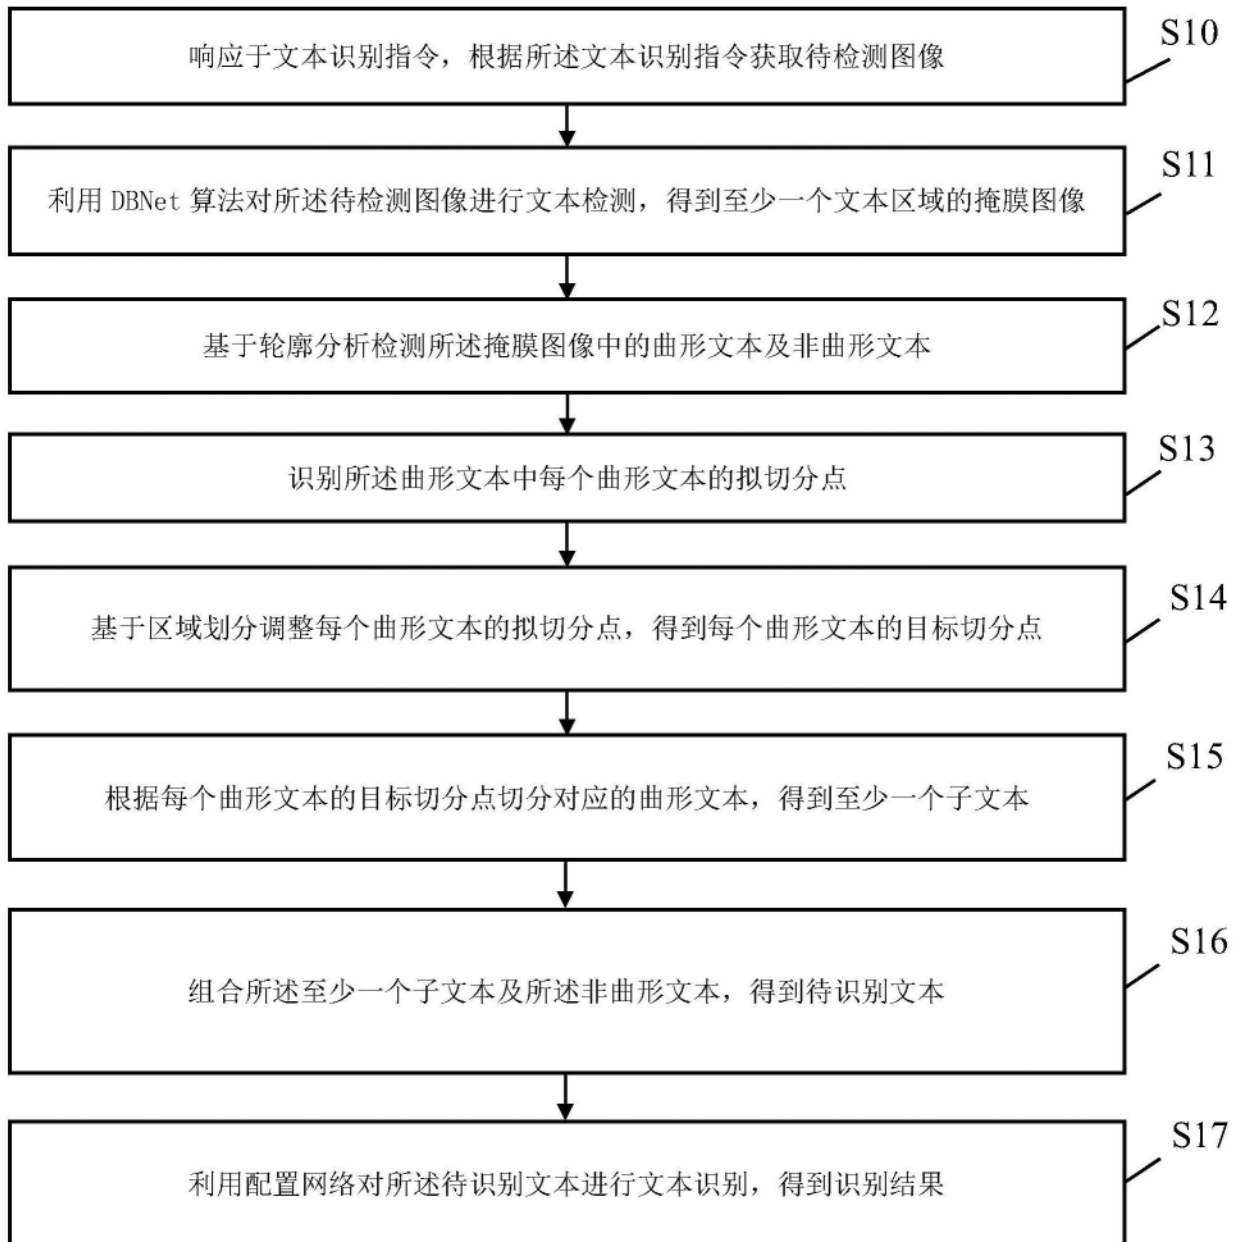 S10
响应于文本识别指令，根据所述文本识别指令获取待检测图像
S11
利用 DBNet 算法对所述待检测图像进行文本检测，得到至少一个文本区域的掩膜图像
S12
基于轮廓分析检测所述掩膜图像中的曲形文本及非曲形文本
S13
识别所述曲形文本中每个曲形文本的拟切分点
S14
基于区域划分调整每个曲形文本的拟切分点，得到每个曲形文本的目标切分点
S15
根据每个曲形文本的目标切分点切分对应的曲形文本，得到至少一个子文本
S16
组合所述至少一个子文本及所述非曲形文本，得到待识别文本
S17
利用配置网络对所述待识别文本进行文本识别，得到识别结果